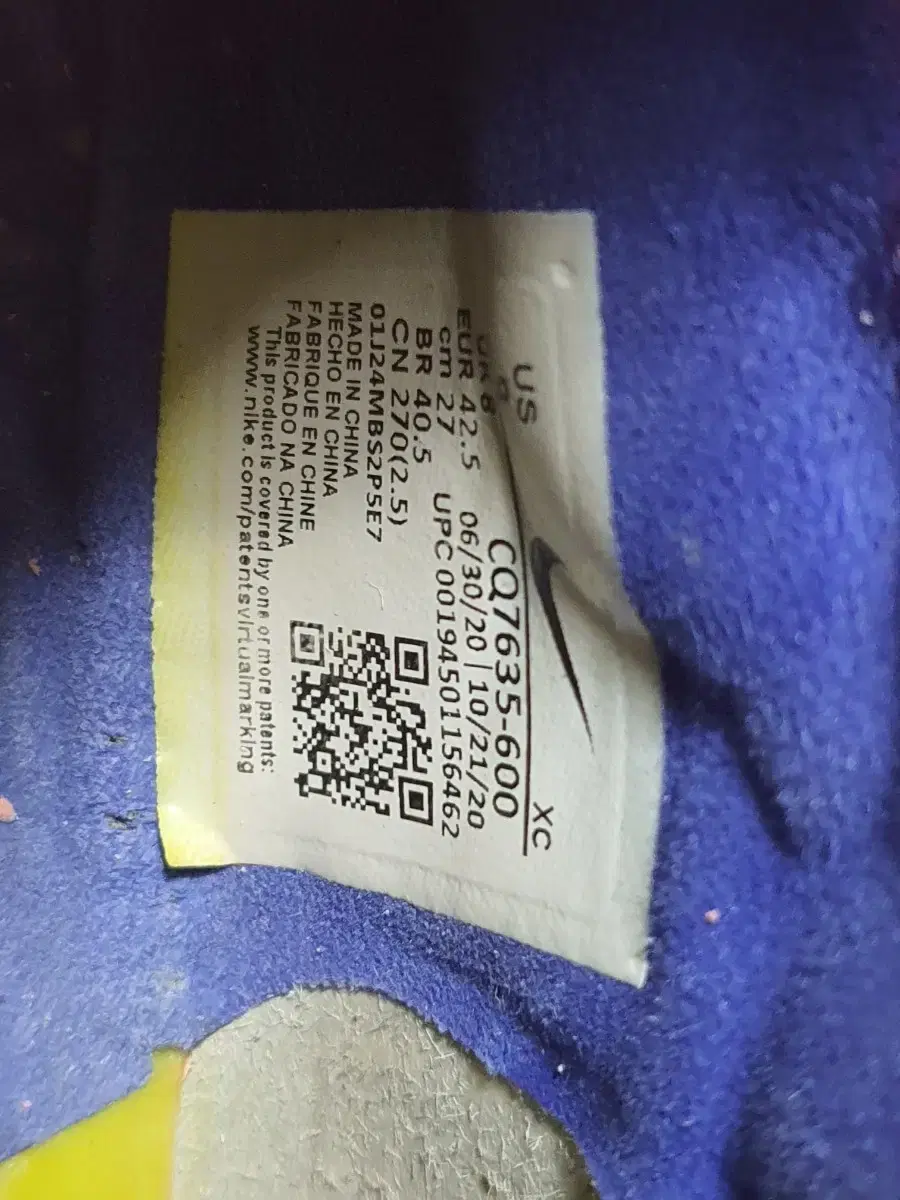 US
XC
CQ7635-600
UK 8
EUR 42.5 06/30/20 | 10/21/20
cm 27 UPC 00194501156462
BR 40.5
CN 270(2.5)
01J24MBS2P5E7
MADE IN CHINA
HECHO EN CHINA
FABRIQUE EN CHINE
FABRICADO NA CHINA
This product is covered by one or more patents:
www.nike.com/patentsvirtualmarking